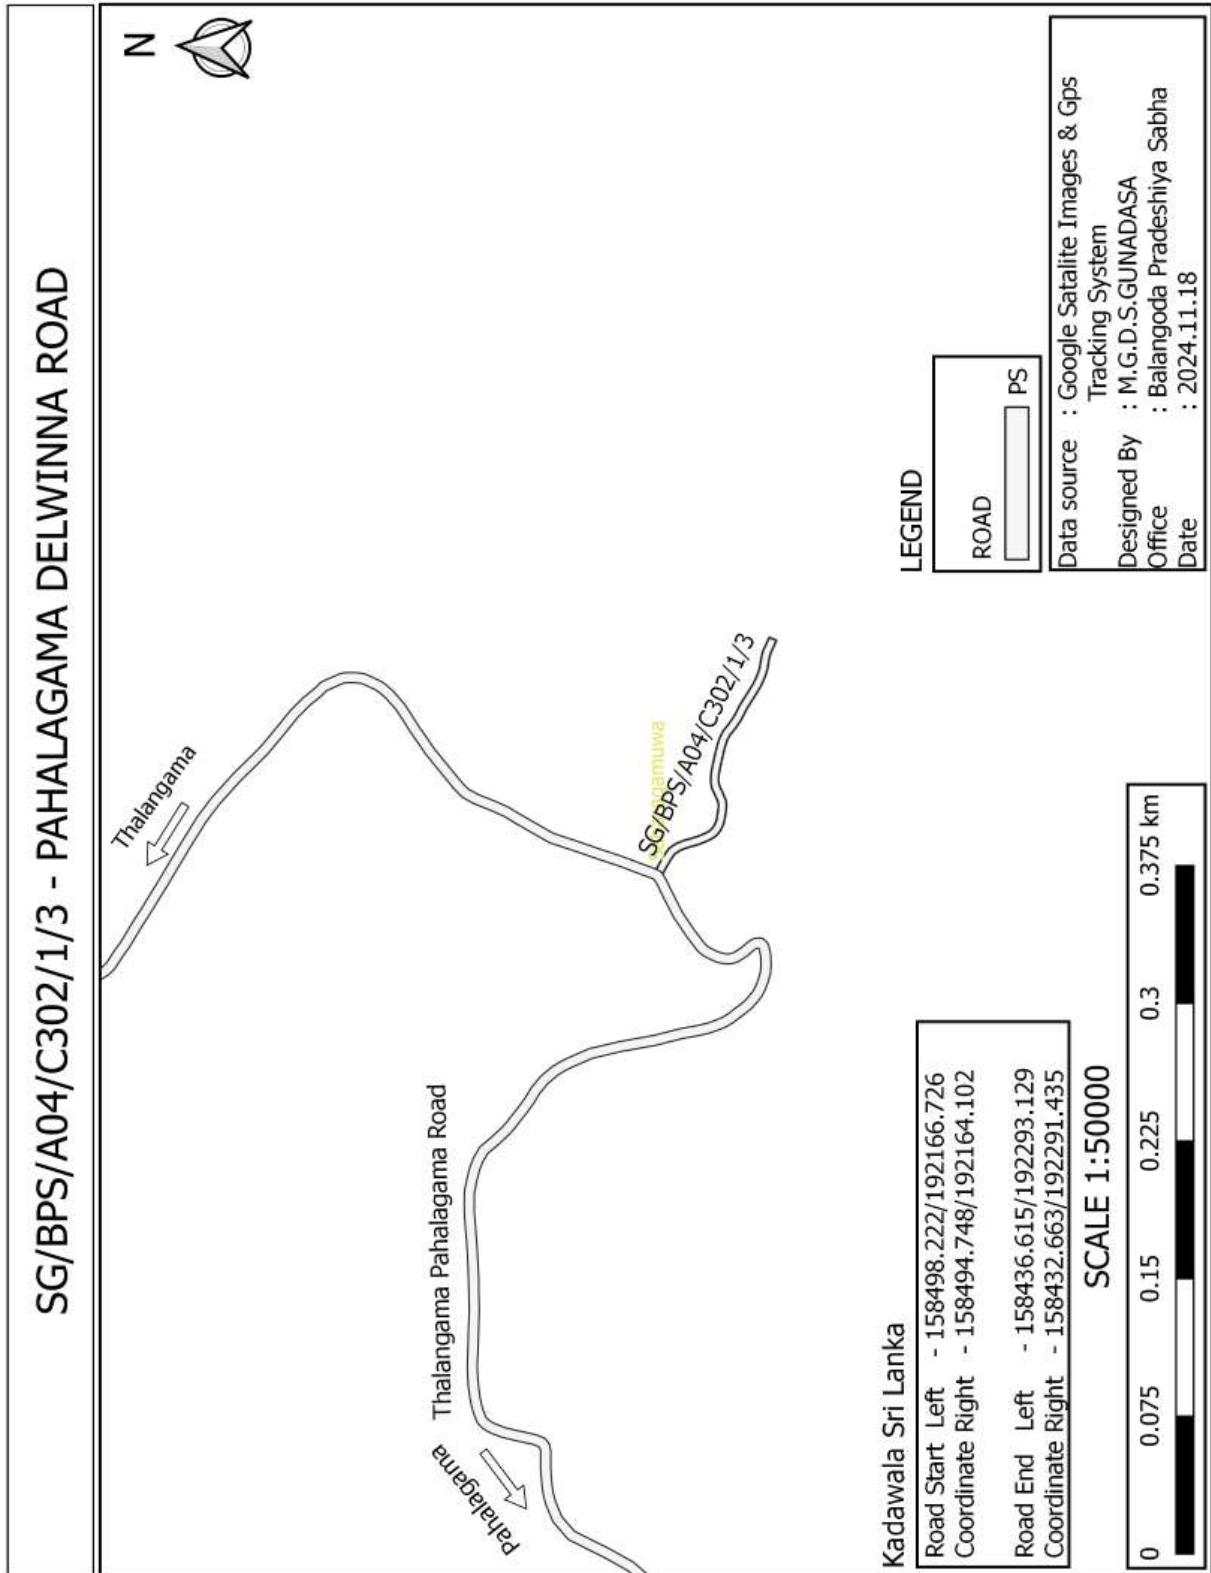 SG/BPS/A04/C302/1/3 - PAHALAGAMA DELWINNA ROAD
N
Thalangama
SG/BPS/A04/C302/1/3
Thalangama Pahalagama Road
Pahalagama
Kadawala Sri Lanka
Road Start Left - 158498.222/192166.726
Coordinate Right - 158494.748/192164.102
Road End Left - 158436.615/192293.129
Coordinate Right - 158432.663/192291.435
SCALE 1:50000
0 0.075 0.15 0.225 0.3 0.375 km
LEGEND
ROAD
PS
Data source : Google Satalite Images & Gps
Tracking System
Designed By : M.G.D.S.GUNADASA
Office : Balangoda Pradeshiya Sabha
Date : 2024.11.18